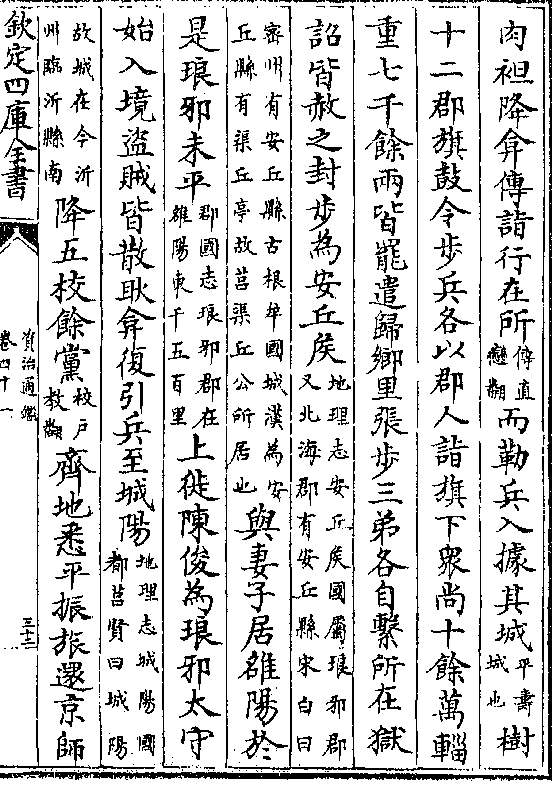 肉袒降弇傳詣行在所傳直戀翻而勒兵入據其城平壽城也樹
十二郡旗鼓令步兵各以郡人詣旗下衆尚十餘萬輜
重七千餘兩皆罷遣歸鄉里張步三弟各自繫所在獄
詔皆赦之封步為安丘侯地理志安丘侯國屬琅邪郡又北海郡有安丘縣宋白曰
密州有安丘縣古根牟國城漢為安丘縣有渠丘亭故莒渠丘公所居也與妻子居雒陽於
是琅邪未平郡國志琅邪郡在雒陽東千五百里上徙陳俊為琅邪太守
始入境盜賊皆散耿弇復引兵至城陽地理志城陽國都莒賢曰城陽
故城在今沂州臨沂縣南降五校餘黨校戶教翻齊地悉平振旅還京師
欽定四庫全書
資治通鑑
卷四十一
三十二